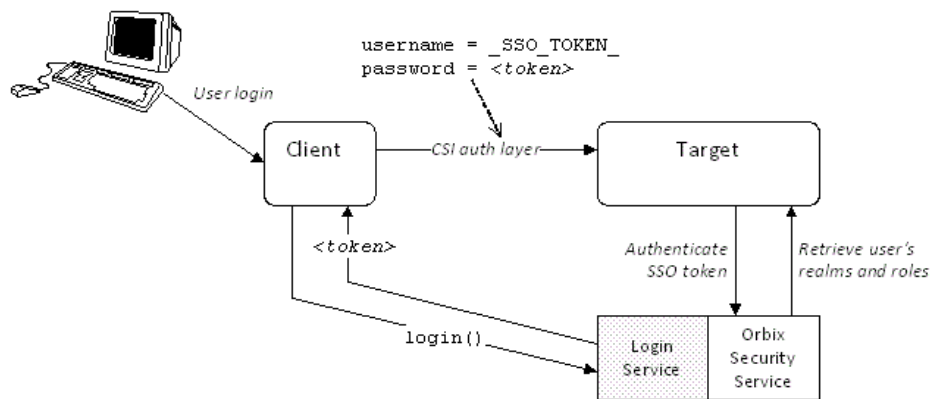 username = _SSO_TOKEN_
password = <token>
User login
Client
CSI auth layer
Target
<token>
Authenticate
SSO token
Retrieve user's
realms and roles
login()
Login
Service
Orbix
Security
Service